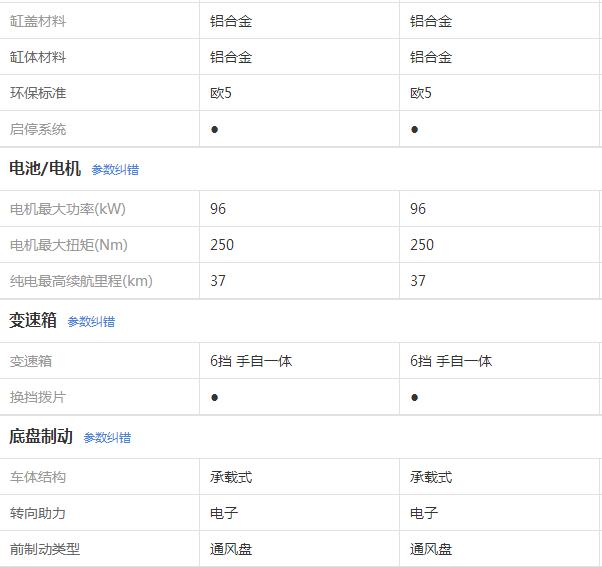 缸盖材料 铝合金 铝合金
缸体材料 铝合金 铝合金
环保标准 欧5 欧5
启停系统 ● ●
电池/电机 参数纠错
电机最大功率(kW) 96 96
电机最大扭矩(Nm) 250 250
纯电最高续航里程(km) 37 37
变速箱 参数纠错
变速箱 6挡 手自一体 6挡 手自一体
换挡拨片 ● ●
底盘制动 参数纠错
车体结构 承载式 承载式
转向助力 电子 电子
前制动类型 通风盘 通风盘